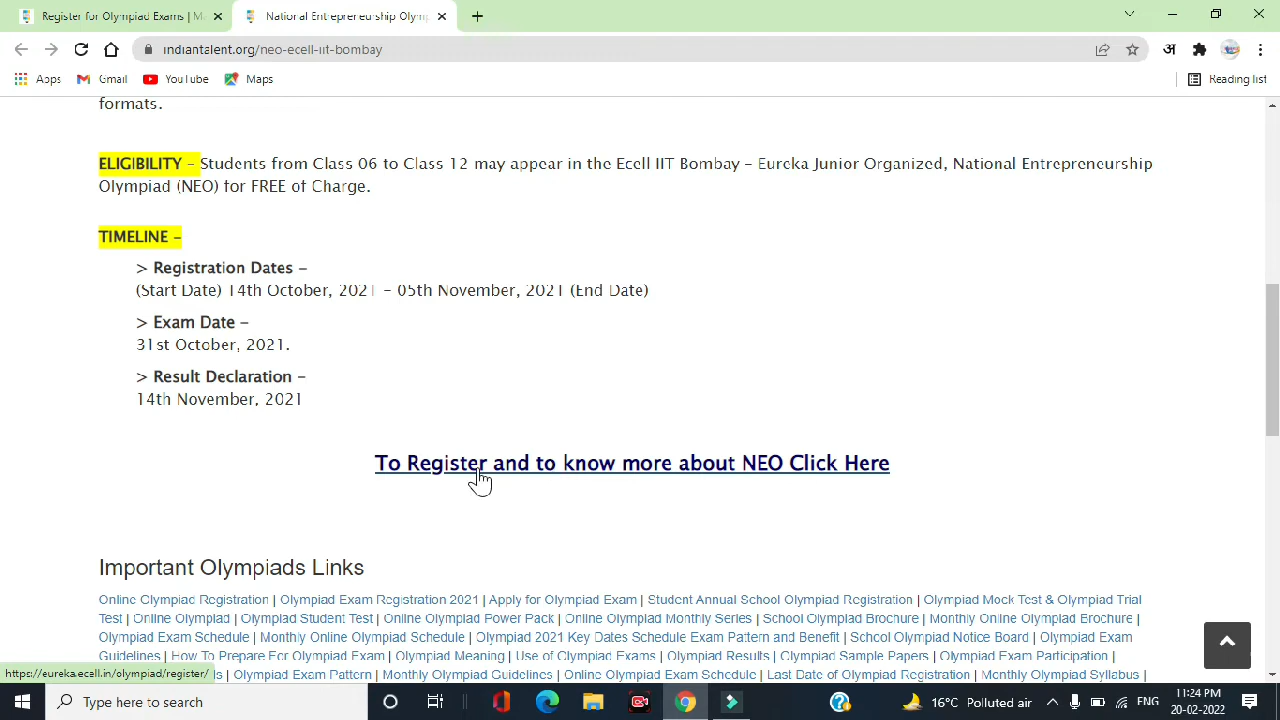 Register for Olympiad Exams | M
National Entrepreneurship Olym
indiantalent.org/neo-ecell-iit-bombay
अ
Apps Gmail YouTube Maps Reading list
formats.
ELIGIBILITY – Students from Class 06 to Class 12 may appear in the Ecell IIT Bombay – Eureka Junior Organized, National Entrepreneurship
Olympiad (NEO) for FREE of Charge.
TIMELINE –
> Registration Dates –
(Start Date) 14th October, 2021 – 05th November, 2021 (End Date)
> Exam Date –
31st October, 2021.
> Result Declaration –
14th November, 2021
To Register and to know more about NEO Click Here
Important Olympiads Links
Online Olympiad Registration | Olympiad Exam Registration 2021 | Apply for Olympiad Exam | Student Annual School Olympiad Registration | Olympiad Mock Test & Olympiad Trial
Test | Online Olympiad | Olympiad Student Test | Online Olympiad Power Pack | Online Olympiad Monthly Series | School Olympiad Brochure | Monthly Online Olympiad Brochure |
Olympiad Exam Schedule | Monthly Online Olympiad Schedule | Olympiad 2021 Key Dates Schedule Exam Pattern and Benefit | School Olympiad Notice Board | Olympiad Exam
Guidelines | How To Prepare For Olympiad Exam | Olympiad Meaning | Use of Olympiad Exams | Olympiad Results | Olympiad Sample Papers | Olympiad Exam Participation |
https://eureka.ecell.in/olympiad/register/ ls | Olympiad Exam Pattern | Monthly Olympiad Guidelines | Online Olympiad Exam Schedule | Last Date of Olympiad Registration | Monthly Olympiad Syllabus |
Type here to search
16°C Polluted air
ENG
11:24 PM
20-02-2022